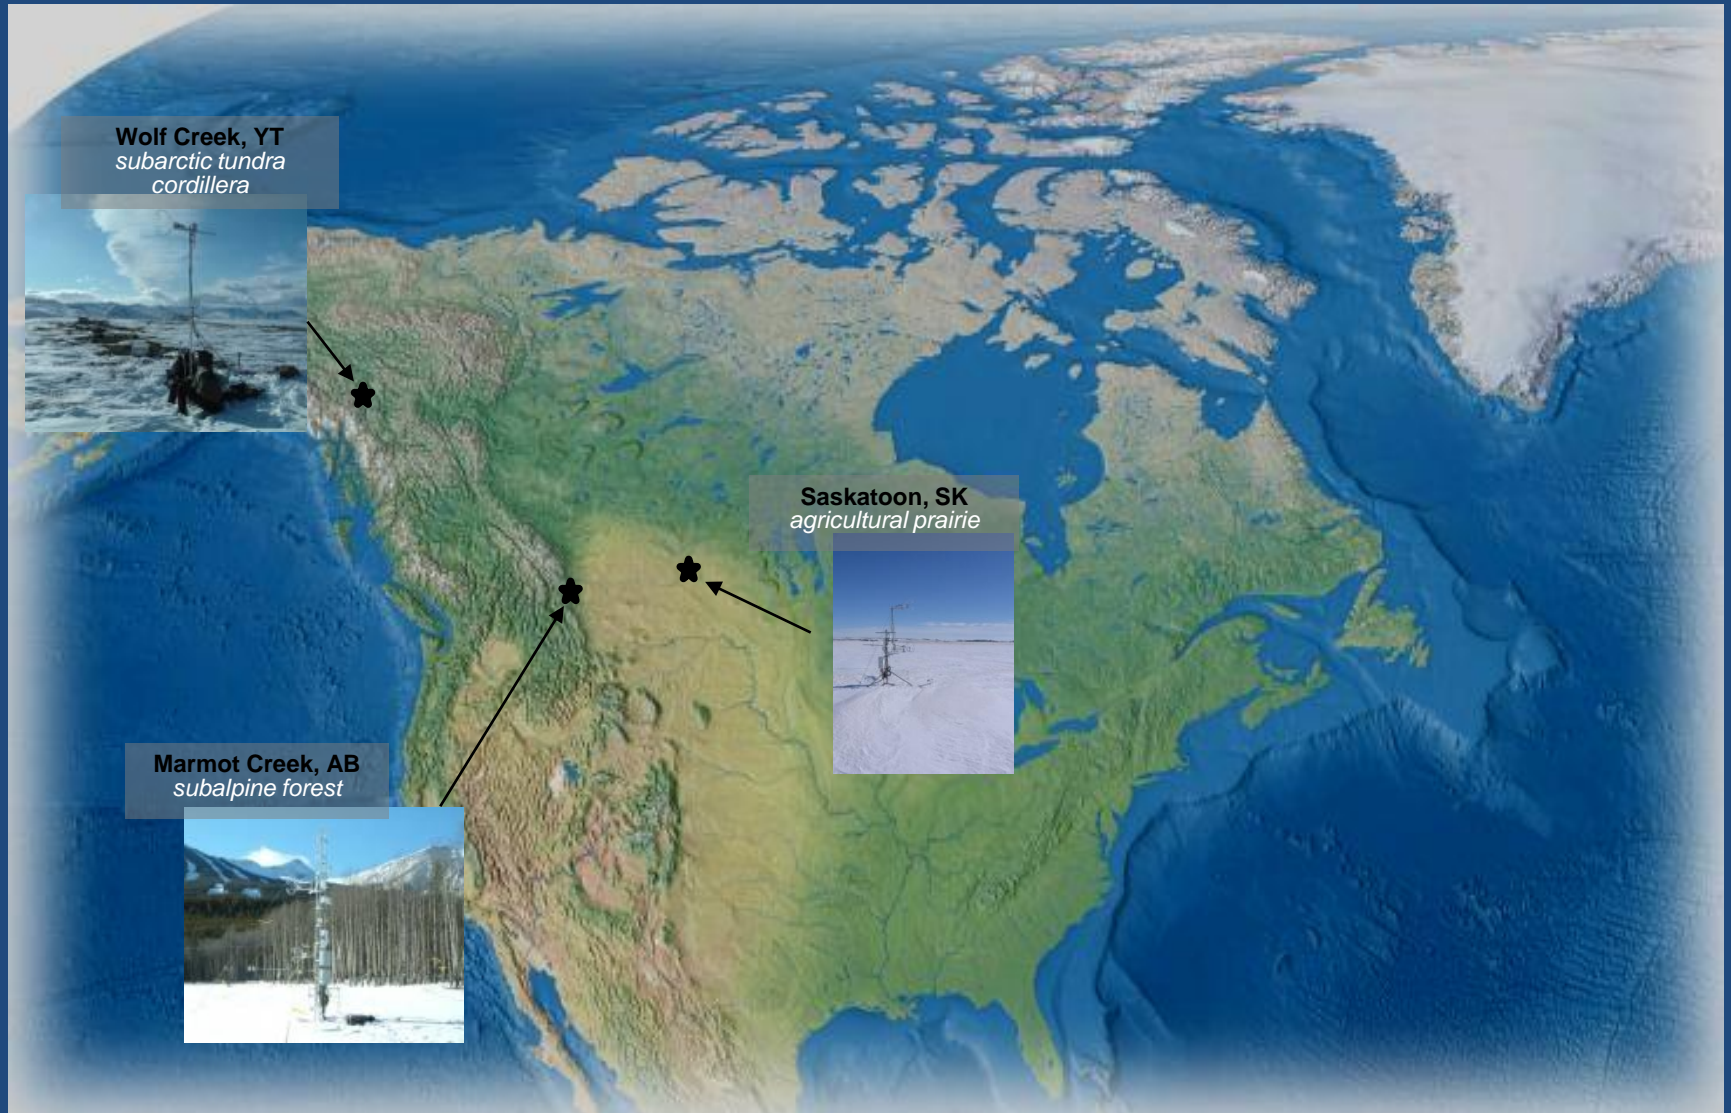 Wolf Creek, YT
subarctic tundra
cordillera
Saskatoon, SK
agricultural prairie
Marmot Creek, AB
subalpine forest